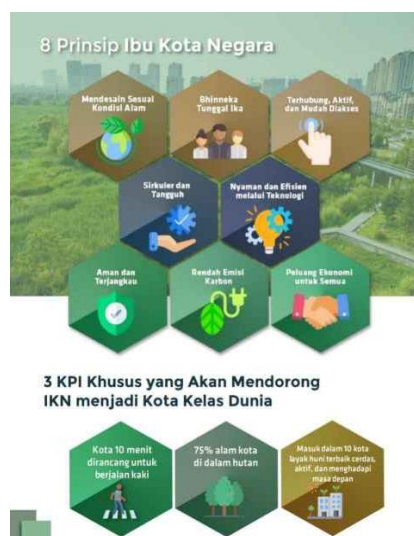 8 Prinsip Ibu Kota Negara
Mendesain Sesuai
Kondisi Alam
Bhinneka
Tunggal Ika
Terhubung, Aktif,
dan Mudah Diakses
Sirkuler dan
Tangguh
Nyaman dan Efisien
melalui Teknologi
Aman dan
Terjangkau
Rendah Emisi
Karbon
Peluang Ekonomi
untuk Semua
3 KPI Khusus yang Akan Mendorong
IKN menjadi Kota Kelas Dunia
Kota 10 menit
dirancang untuk
berjalan kaki
75% alam kota
di dalam hutan
Masuk dalam 10 kota
layak huni terbaik cerdas,
aktif, dan menghadapi
masa depan